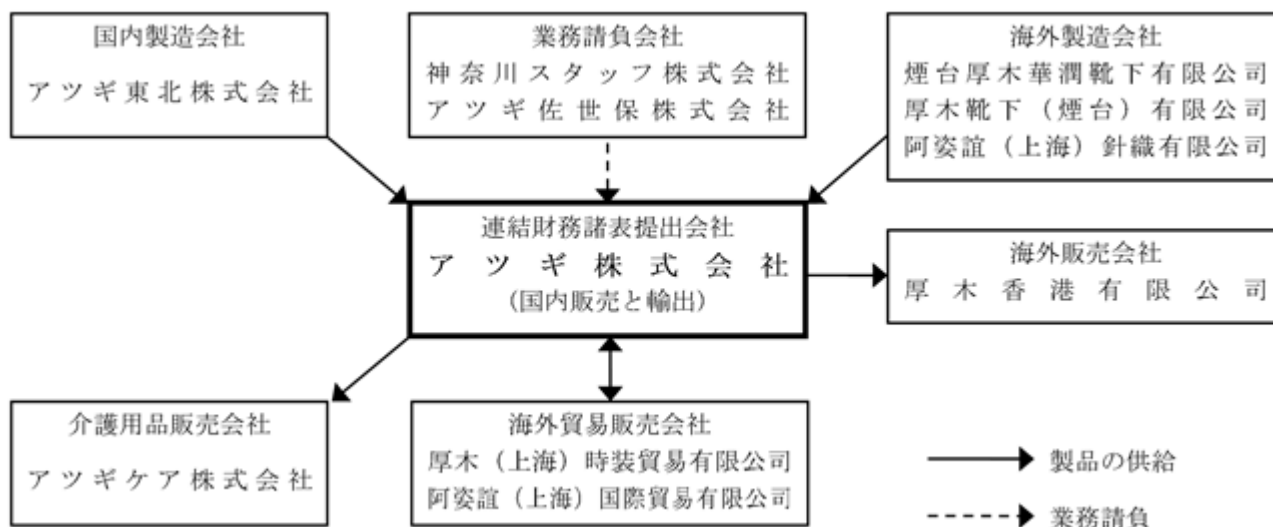 国内製造会社
アツギ東北株式会社
業務請負会社
神奈川スタッフ株式会社
アツギ佐世保株式会社
海外製造会社
煙台厚木華潤靴下有限公司
厚木靴下（煙台）有限公司
阿姿誼（上海）針織有限公司
連結財務諸表提出会社
アツギ株式会社
(国内販売と輸出)
海外販売会社
厚木香港有限公司
介護用品販売会社
アツギケア株式会社
海外貿易販売会社
厚木（上海）時装貿易有限公司
阿姿誼（上海）国際貿易有限公司
製品の供給
業務請負